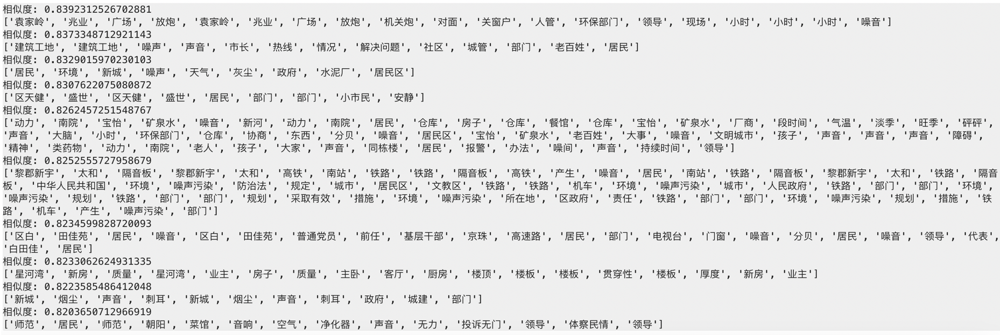 相似度: 0.8392312526702881
['袁家岭', '兆业', '广场', '放炮', '袁家岭', '兆业', '广场', '放炮', '机关炮', '对面', '关窗户', '人管', '环保部门', '领导', '现场', '小时', '小时', '小时', '噪音']
相似度: 0.8373348712921143
['建筑工地', '建筑工地', '噪声', '声音', '市长', '热线', '情况', '解决问题', '社区', '城管', '部门', '老百姓', '居民']
相似度: 0.8329015970230103
['居民', '环境', '新城', '噪声', '天气', '灰尘', '政府', '水泥厂', '居民区']
相似度: 0.8307622075080872
['区天健', '盛世', '区天健', '盛世', '居民', '部门', '部门', '小市民', '安静']
相似度: 0.8262457251548767
['动力', '南院', '宝怡', '矿泉水', '噪音', '新河', '动力', '南院', '居民', '仓库', '房子', '仓库', '餐馆', '仓库', '宝怡', '矿泉水', '厂商', '段时间', '气温', '淡季', '旺季', '砰砰',
'声音', '大脑', '小时', '环保部门', '仓库', '协商', '东西', '分贝', '噪音', '居民区', '宝怡', '矿泉水', '老百姓', '大事', '噪音', '文明城市', '孩子', '声音', '声音', '声音', '障碍',
'精神', '类药物', '动力', '南院', '老人', '孩子', '大家', '声音', '同栋楼', '居民', '报警', '办法', '噪间', '声音', '持续时间', '领导']
相似度: 0.8252555727958679
['黎郡新宇', '太和', '隔音板', '黎郡新宇', '太和', '高铁', '南站', '铁路', '铁路', '隔音板', '高铁', '产生', '噪音', '居民', '南站', '铁路', '隔音板', '黎郡新宇', '太和', '铁路', '隔音
板', '中华人民共和国', '环境', '噪声污染', '防治法', '规定', '城市', '居民区', '文教区', '铁路', '铁路', '机车', '环境', '噪声污染', '城市', '人民政府', '铁路', '部门', '部门', '环境',
'噪声污染', '规划', '铁路', '部门', '部门', '规划', '采取有效', '措施', '环境', '噪声污染', '所在地', '区政府', '责任', '铁路', '部门', '部门', '环境', '噪声污染', '规划', '措施', '铁
路', '机车', '产生', '噪声污染', '部门']
相似度: 0.8234599828720093
['区白', '田佳苑', '居民', '噪音', '区白', '田佳苑', '普通党员', '前任', '基层干部', '京珠', '高速路', '居民', '部门', '电视台', '门窗', '噪音', '分贝', '居民', '噪音', '领导', '代表',
'白田佳', '居民']
相似度: 0.8233062624931335
['星河湾', '新房', '质量', '星河湾', '业主', '房子', '质量', '主卧', '客厅', '厨房', '楼顶', '楼板', '楼板', '贯穿性', '楼板', '厚度', '新房', '业主']
相似度: 0.8223585486412048
['新城', '烟尘', '声音', '刺耳', '新城', '烟尘', '声音', '刺耳', '政府', '城建', '部门']
相似度: 0.8203650712966919
['师范', '居民', '师范', '朝阳', '菜馆', '音响', '空气', '净化器', '声音', '无力', '投诉无门', '领导', '体察民情', '领导']